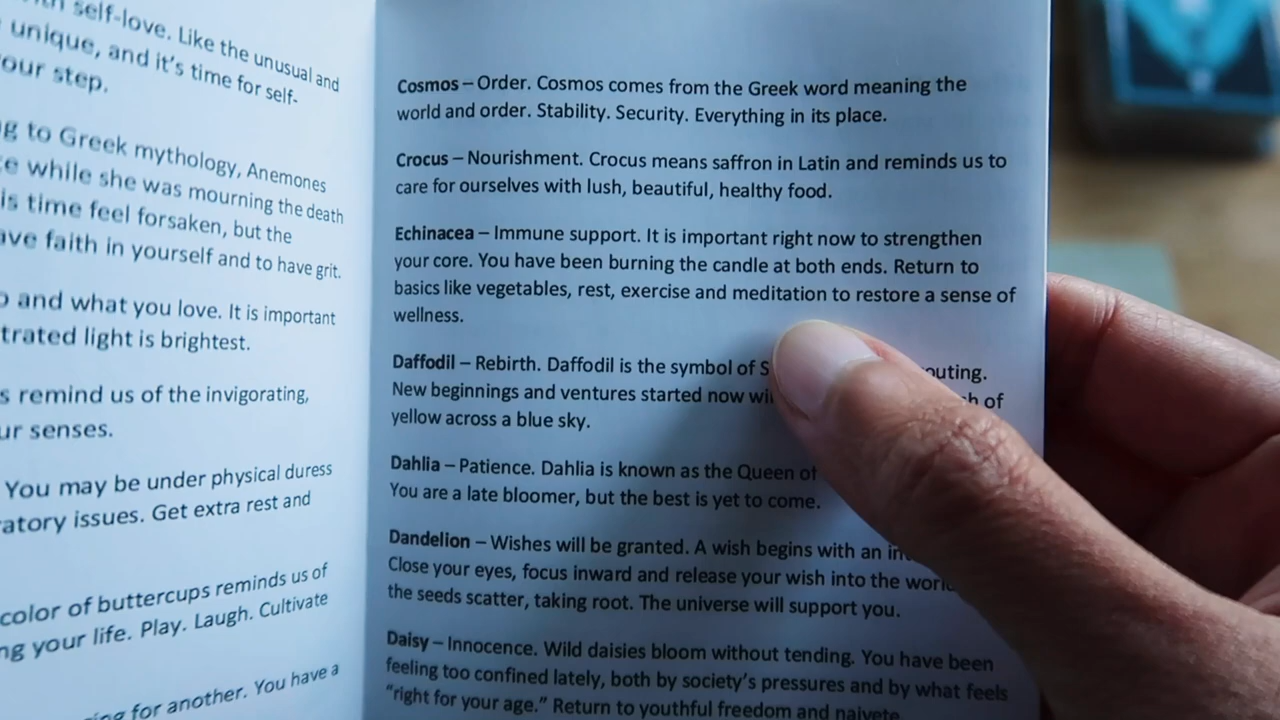 self-love. Like the unusual and
unique, and it's time for self-
our step.
to Greek mythology, Anemones
while she was mourning the death
is time feel forsaken, but the
ave faith in yourself and to have grit.
and what you love. It is important
trated light is brightest.
s remind us of the invigorating,
ur senses.
You may be under physical duress
ratory issues. Get extra rest and
color of buttercups reminds us of
ng your life. Play. Laugh. Cultivate
for another. You have a
Cosmos – Order. Cosmos comes from the Greek word meaning the
world and order. Stability. Security. Everything in its place.
Crocus – Nourishment. Crocus means saffron in Latin and reminds us to
care for ourselves with lush, beautiful, healthy food.
Echinacea – Immune support. It is important right now to strengthen
your core. You have been burning the candle at both ends. Return to
basics like vegetables, rest, exercise and meditation to restore a sense of
wellness.
Daffodil – Rebirth. Daffodil is the symbol of S outing.
New beginnings and ventures started now wi h of
yellow across a blue sky.
Dahlia – Patience. Dahlia is known as the Queen of
You are a late bloomer, but the best is yet to come.
Dandelion – Wishes will be granted. A wish begins with an in
Close your eyes, focus inward and release your wish into the worl
the seeds scatter, taking root. The universe will support you.
Daisy – Innocence. Wild daisies bloom without tending. You have been
feeling too confined lately, both by society's pressures and by what feels
"right for your age." Return to youthful freedom and naivete.